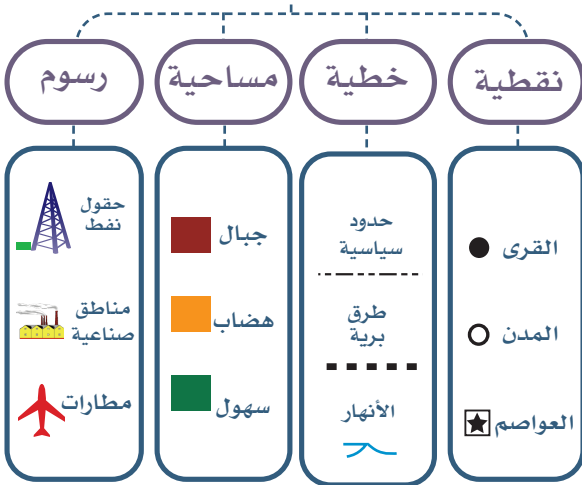 نقطية
القرى
المدن
العواصم
خطية
حدود
سياسية
طرق
برية
الأنهار
مساحية
جبال
هضاب
سهول
رسوم
حقول
نفط
مناطق
صناعية
مطارات